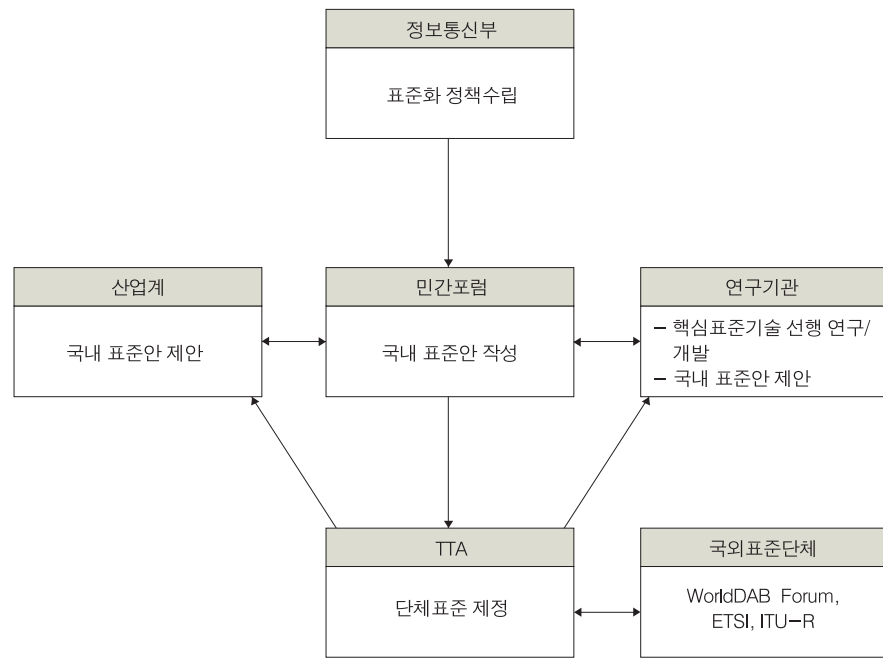 정보통신부
표준화 정책수립
산업계
국내 표준안 제안
민간포럼
국내 표준안 작성
연구기관
– 핵심표준기술 선행 연구/
개발
– 국내 표준안 제안
TTA
단체표준 제정
국외표준단체
WorldDAB Forum,
ETSI, ITU–R